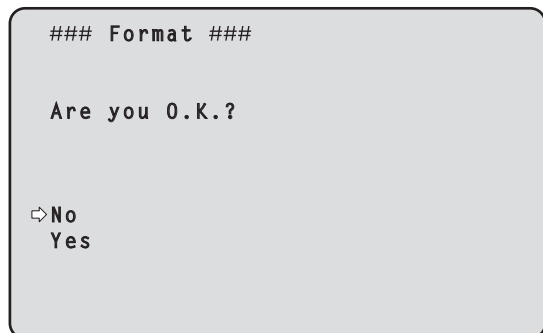 ### Format ###
Are you O.K.?
⇨No
Yes